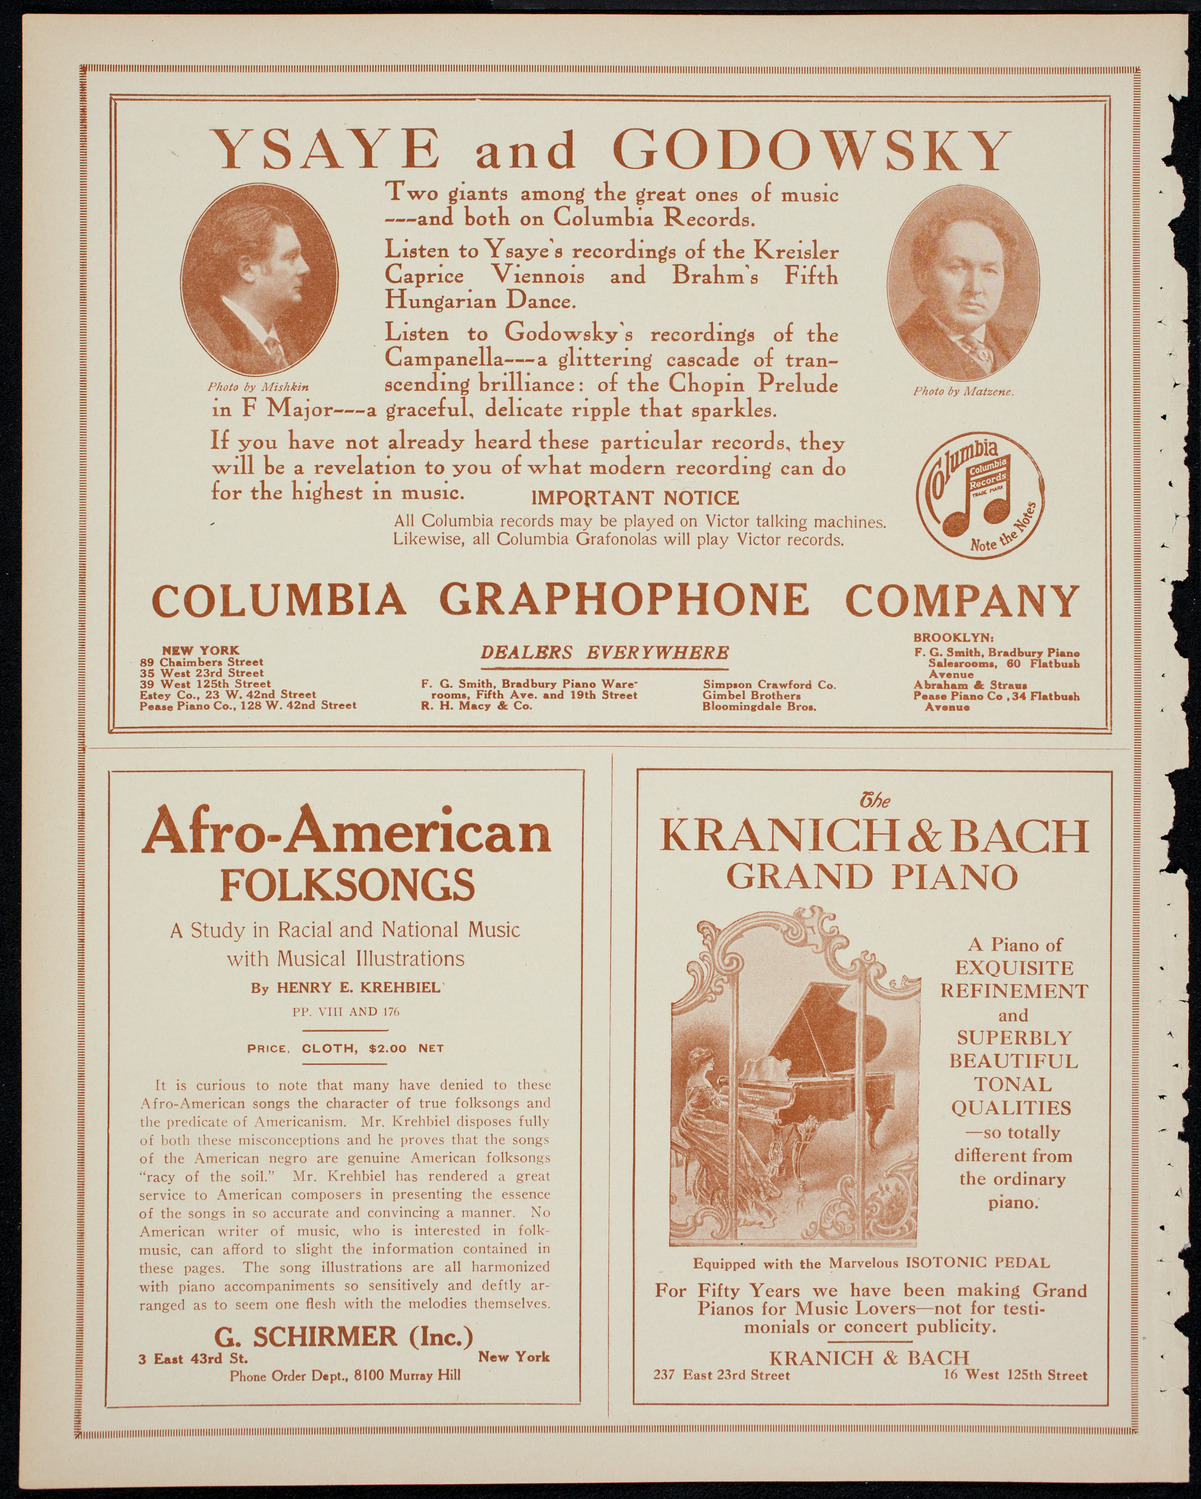 YSAYE and GODOWSKY
Two giants among the great ones of music
---and both on Columbia Records.
Listen to Ysaye's recordings of the Kreisler
Caprice Viennois and Brahm's Fifth
Hungarian Dance.
Listen to Godowsky's recordings of the
Campanella---a glittering cascade of tran-
scending brilliance: of the Chopin Prelude
in F Major---a graceful, delicate ripple that sparkles.
Photo by Mishkin
Photo by Matzene.
If you have not already heard these particular records, they
will be a revelation to you of what modern recording can do
for the highest in music.
IMPORTANT NOTICE
All Columbia records may be played on Victor talking machines.
Likewise, all Columbia Grafonolas will play Victor records.
Columbia
Columbia
Records
TRADE MARK
Note the Notes
COLUMBIA GRAPHOPHONE COMPANY
NEW YORK
89 Chaimbers Street
35 West 23rd Street
39 West 125th Street
Estey Co., 23 W. 42nd Street
Pease Piano Co., 128 W. 42nd Street
DEALERS EVERYWHERE
F. G. Smith, Bradbury Piano Ware-
rooms, Fifth Ave. and 19th Street
R. H. Macy & Co.
Simpson Crawford Co.
Gimbel Brothers
Bloomingdale Bros.
BROOKLYN:
F. G. Smith, Bradbury Piano
Salesrooms, 60 Flatbush
Avenue
Abraham & Straus
Pease Piano Co , 34 Flatbush
Avenue
Afro-American
FOLKSONGS
A Study in Racial and National Music
with Musical Illustrations
By HENRY E. KREHBIEL
PP. VIII AND 176
PRICE, CLOTH, $2.00 NET
It is curious to note that many have denied to these
Afro-American songs the character of true folksongs and
the predicate of Americanism. Mr. Krehbiel disposes fully
of both these misconceptions and he proves that the songs
of the American negro are genuine American folksongs
"racy of the soil." Mr. Krehbiel has rendered a great
service to American composers in presenting the essence
of the songs in so accurate and convincing a manner. No
American writer of music, who is interested in folk-
music, can afford to slight the information contained in
these pages. The song illustrations are all harmonized
with piano accompaniments so sensitively and deftly ar-
ranged as to seem one flesh with the melodies themselves.
G. SCHIRMER (Inc.)
3 East 43rd St. New York
Phone Order Dept., 8100 Murray Hill
The
KRANICH & BACH
GRAND PIANO
A Piano of
EXQUISITE
REFINEMENT
and
SUPERBLY
BEAUTIFUL
TONAL
QUALITIES
—so totally
different from
the ordinary
piano.
Equipped with the Marvelous ISOTONIC PEDAL
For Fifty Years we have been making Grand
Pianos for Music Lovers—not for testi-
monials or concert publicity.
KRANICH & BACH
237 East 23rd Street 16 West 125th Street